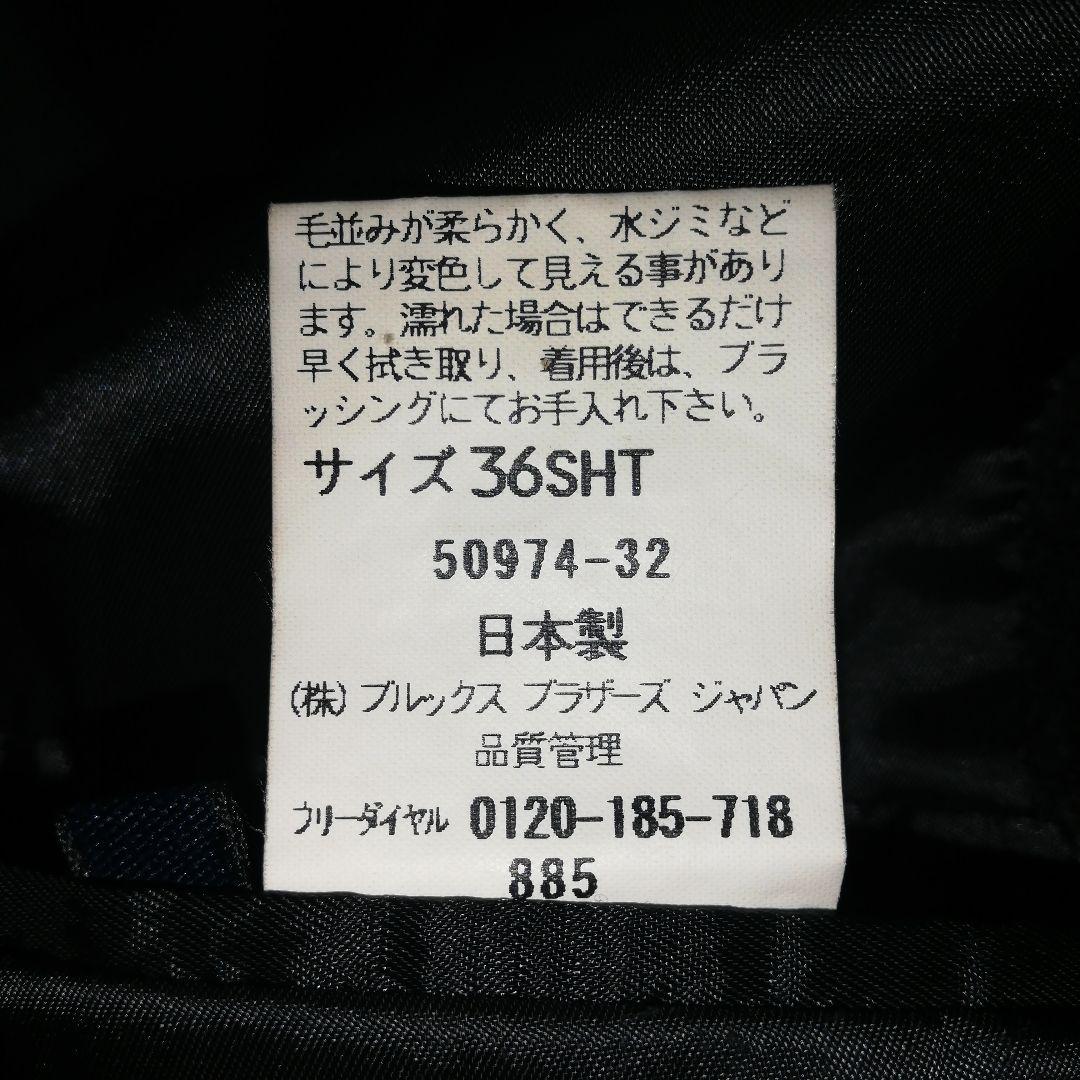 毛並みが柔らかく、水ジミなど
により変色して見える事があり
ます。濡れた場合はできるだけ
早く拭き取り、着用後は、ブラ
ッシングにてお手入れ下さい。
サイズ 36SHT
50974-32
日本製
(株) ブルックス ブラザーズ ジャパン
品質管理
フリーダイヤル 0120-185-718
885